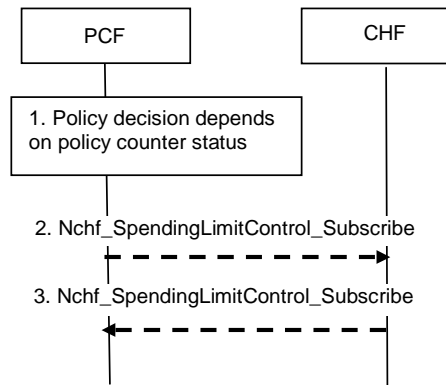 PCF
CHF
1. Policy decision depends
on policy counter status
2. Nchf_SpendingLimitControl_Subscribe
3. Nchf_SpendingLimitControl_Subscribe